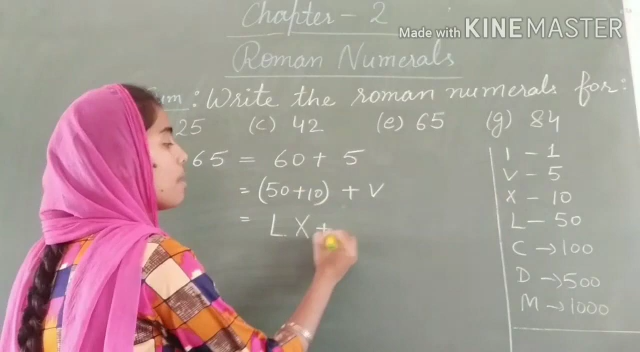 Chapter - 2
Made with KINEMASTER
Roman Numerals
Sum: Write the roman numerals for:
25 (c) 42 (e) 65 (g) 84
65 = 60 + 5
= (50+10) + V
= L X +
I - 1
V - 5
X - 10
L - 50
C → 100
D → 500
M → 1000